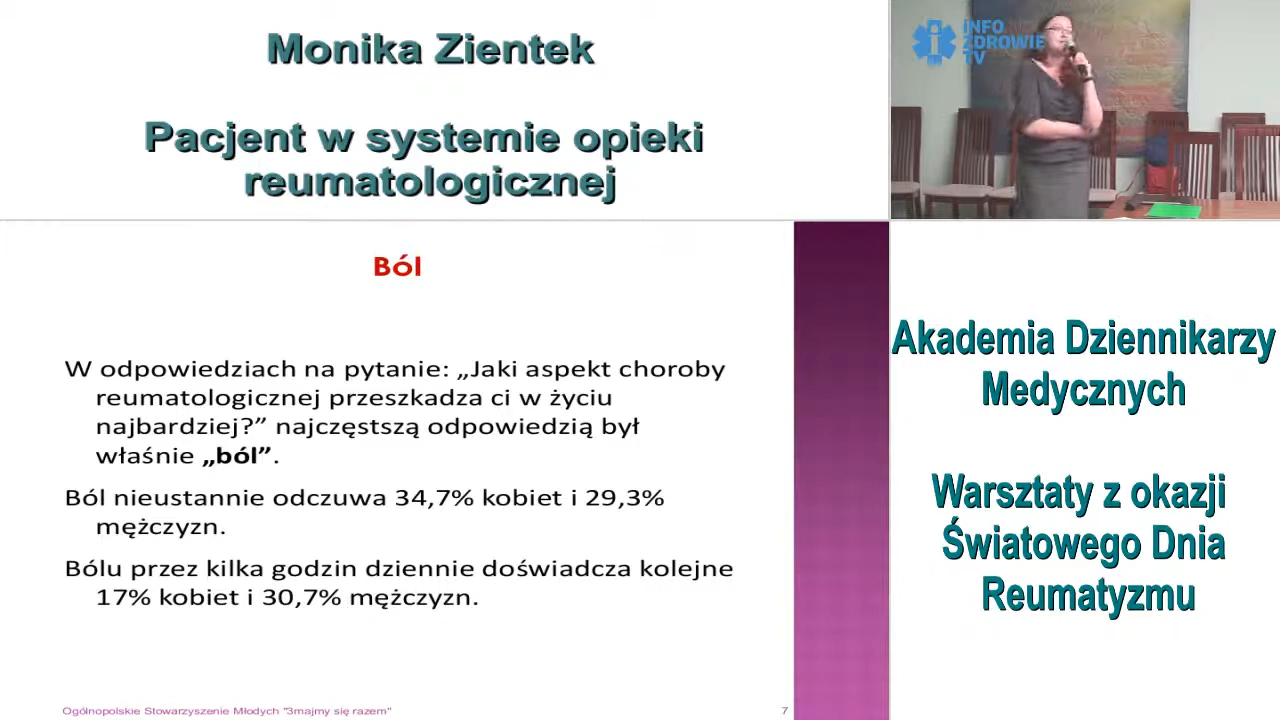 Monika Zientek
Pacjent w systemie opieki
reumatologicznej
iNFO
ZDROWIE
TV
Ból
W odpowiedziach na pytanie: „Jaki aspekt choroby
reumatologicznej przeszkadza ci w życiu
najbardziej?” najczęstszą odpowiedzią był
właśnie „ból”.
Ból nieustannie odczuwa 34,7% kobiet i 29,3%
mężczyzn.
Bólu przez kilka godzin dziennie doświadcza kolejne
17% kobiet i 30,7% mężczyzn.
Ogólnopolskie Stowarzyszenie Młodych "3majmy się razem"
7
Akademia Dziennikarzy
Medycznych
Warsztaty z okazji
Światowego Dnia
Reumatyzmu